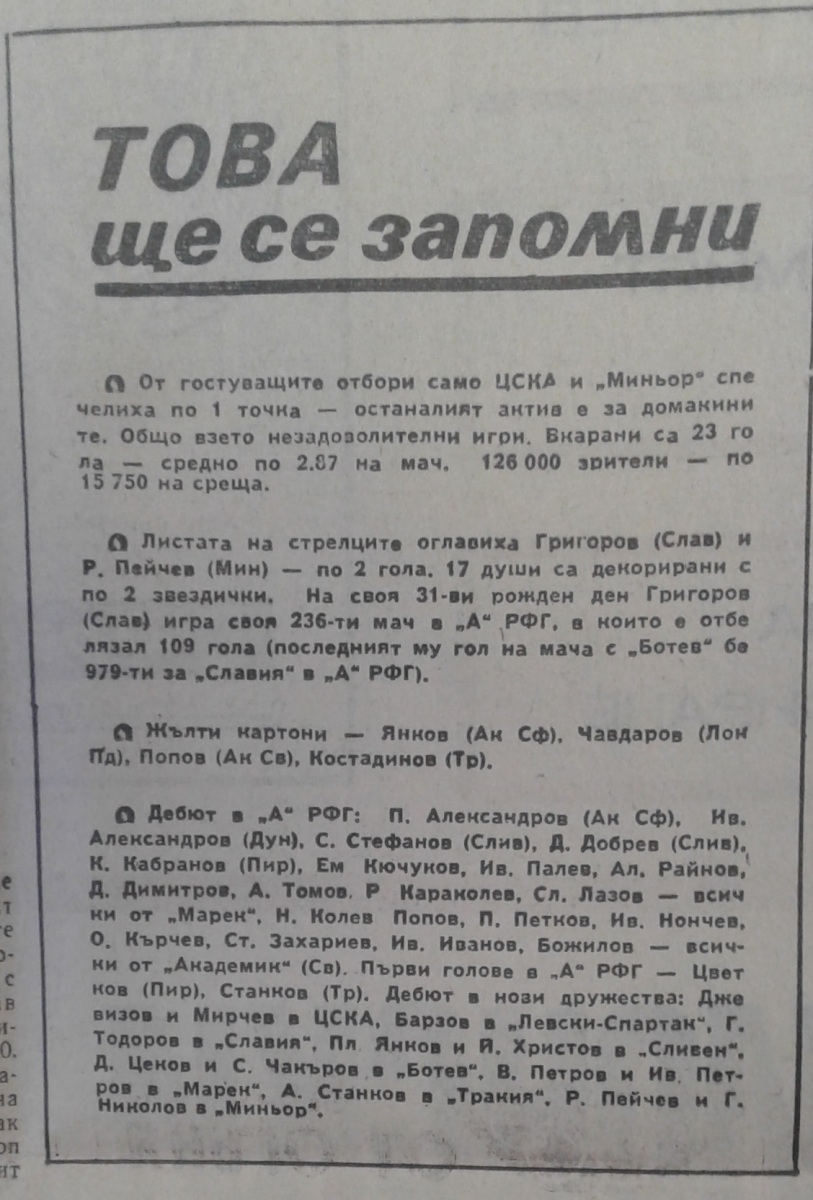 ТОВА
ще се запомни
От гостуващите отбори само ЦСКА и „Миньор“ спе
челиха по 1 точка — останалият актив е за домакини
те. Общо взето незадоволителни игри. Вкарани са 23 го
ла — средно по 2.87 на мач. 126 000 зрители — по
15 750 на среща.
Листата на стрелците оглавиха Григоров (Слав) и
Р. Пейчев (Мин) — по 2 гола. 17 души са декорирани с
по 2 звездички. На своя 31-ви рожден ден Григоров
(Слав) игра своя 236-ти мач в „А“ РФГ, в които е отбе
лязал 109 гола (последният му гол на мача с „Ботев“ бе
979-ти за „Славия“ в „А“ РФГ).
Жълти картони — Янков (Ак Сф), Чавдаров (Лок
Пд), Попов (Ак Св), Костадинов (Тр).
Дебют в „А“ РФГ: П. Александров (Ак Сф), Ив.
Александров (Дун), С. Стефанов (Слив), Д. Добрев (Слив),
К. Кабранов (Пир), Ем Кючуков, Ив. Палев, Ал. Райнов,
Д. Димитров, А. Томов. Р Караколев, Сл. Лазов — всич
ки от „Марек“, Н. Колев Попов, П. Петков, Ив. Нончев,
О. Кърчев, Ст. Захариев, Ив. Иванов, Божилов — всич-
ки от „Академик“ (Св). Първи голове в „А“ РФГ — Цвет
ков (Пир), Станков (Тр). Дебют в нови дружества: Дже
визов и Мирчев в ЦСКА, Барзов в „Левски-Спартак“, Г.
Тодоров в „Славия“, Пл. Янков и Й. Христов в „Сливен“,
Д. Цеков и С. Чакъров в „Ботев“. В. Петров и Ив. Пет-
ров в „Марек“, А. Станков в „Тракия“, Р. Пейчев и Г.
Николов в „Миньор“.